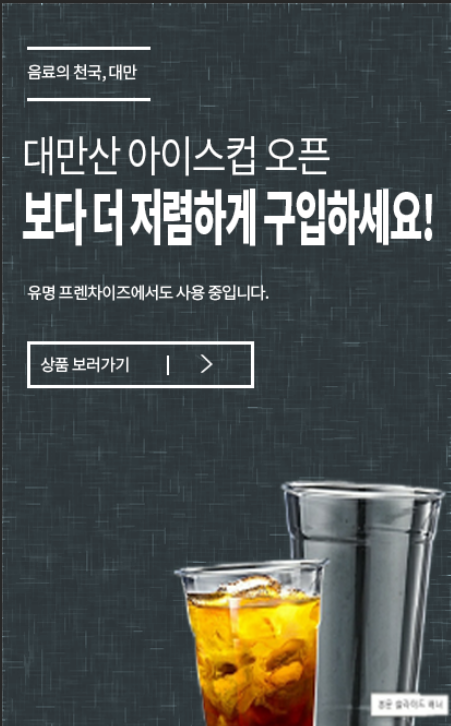 음료의 천국, 대만
대만산 아이스컵 오픈
보다 더 저렴하게 구입하세요!
유명 프렌차이즈에서도 사용 중입니다.
상품 보러가기